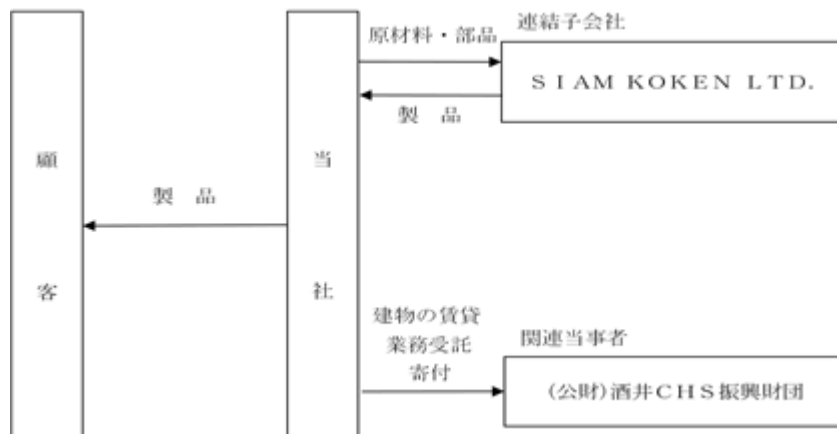 原材料・部品
連結子会社
ＳＩＡＭ ＫＯＫＥＮ ＬＴＤ．
製　品
顧客
製　品
当社
建物の賃貸
業務受託
寄付
関連当事者
(公財)酒井ＣＨＳ振興財団